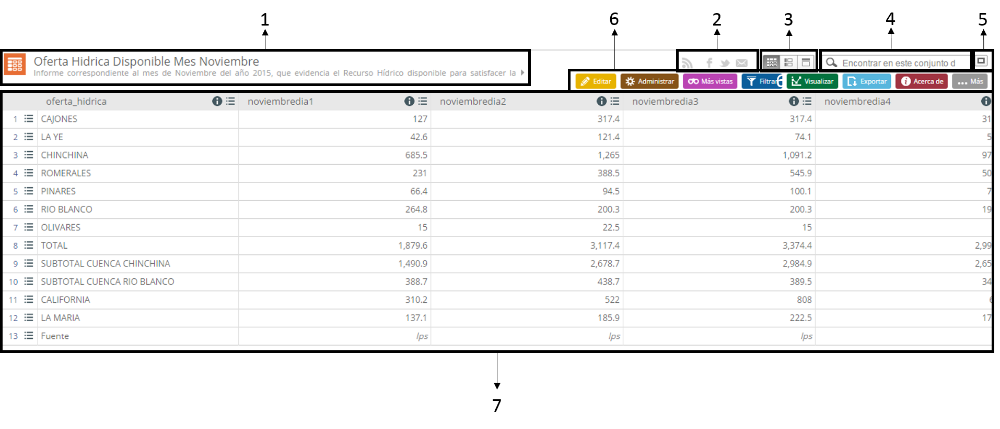 1 6 2 3 4 5
Oferta Hidrica Disponible Mes Noviembre
Informe correspondiente al mes de Noviembre del año 2015, que evidencia el Recurso Hídrico disponible para satisfacer la
Encontrar en este conjunto d
Editar Administrar Más vistas Filtrar 6 Visualizar Exportar Acerca de ... Más
oferta_hidrica noviembredia1 noviembredia2 noviembredia3 noviembredia4
1 CAJONES 127 317.4 317.4 31
2 LA YE 42.6 121.4 74.1 5
3 CHINCHINA 685.5 1,265 1,091.2 97
4 ROMERALES 231 388.5 545.9 50
5 PINARES 66.4 94.5 100.1 7
6 RIO BLANCO 264.8 200.3 200.3 19
7 OLIVARES 15 22.5 15
8 TOTAL 1,879.6 3,117.4 3,374.4 2,99
9 SUBTOTAL CUENCA CHINCHINA 1,490.9 2,678.7 2,984.9 2,65
10 SUBTOTAL CUENCA RIO BLANCO 388.7 438.7 389.5 34
11 CALIFORNIA 310.2 522 808
12 LA MARIA 137.1 185.9 222.5 17
13 Fuente lps lps lps
7